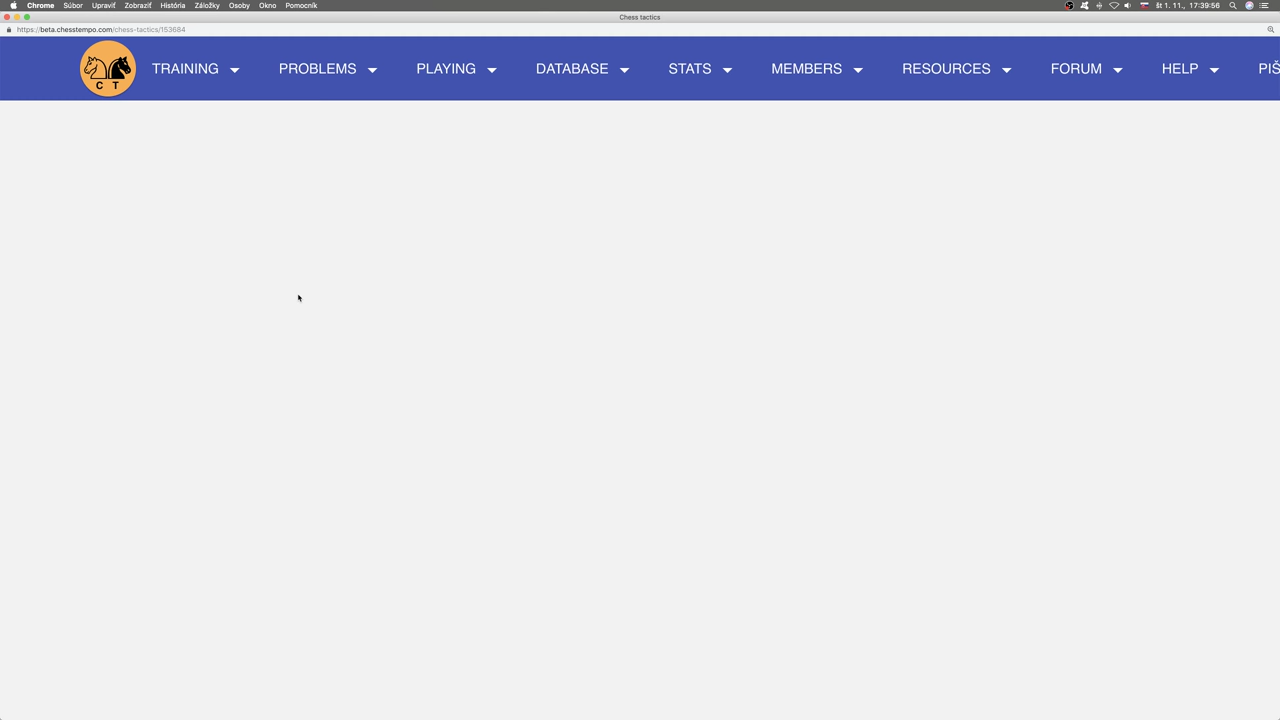 Chrome Súbor Upraviť Zobraziť História Záložky Osoby Okno Pomocník št 1. 11., 17:39:56
Chess tactics
https://beta.chesstempo.com/chess-tactics/153684
C T TRAINING PROBLEMS PLAYING DATABASE STATS MEMBERS RESOURCES FORUM HELP PIŠ